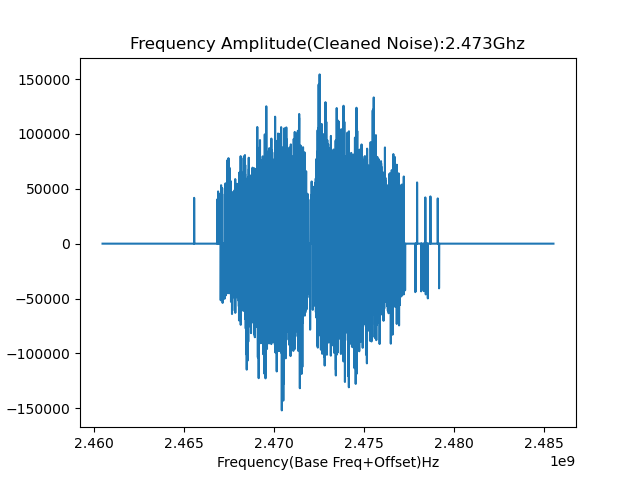 Frequency Amplitude(Cleaned Noise):2.473Ghz
150000
100000
50000
0
−50000
−100000
−150000
2.460 2.465 2.470 2.475 2.480 2.485
1e9
Frequency(Base Freq+Offset)Hz